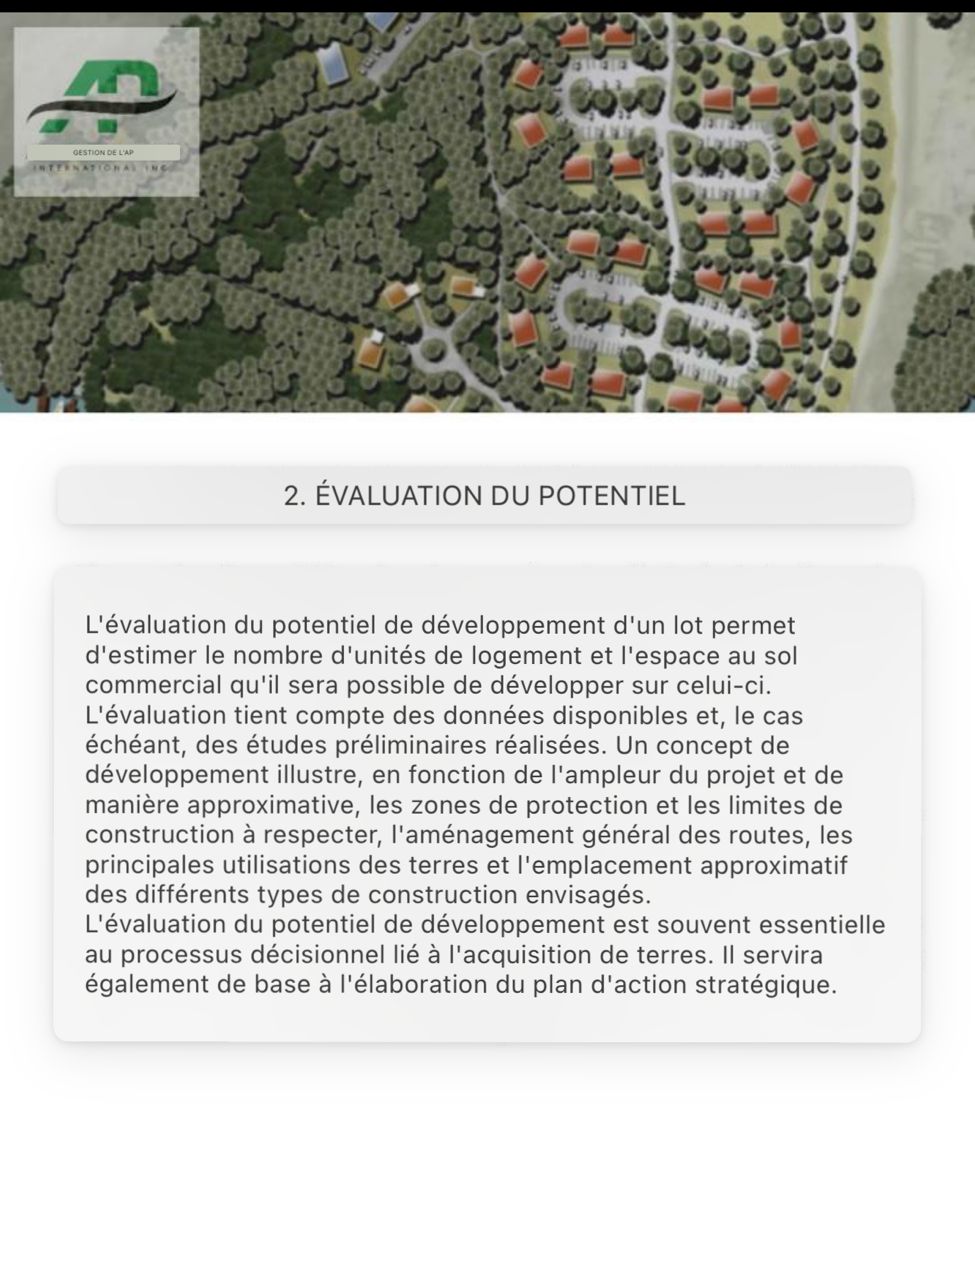 AP
GESTION DE L'AP
INTERNATIONAL INC
2. ÉVALUATION DU POTENTIEL
L'évaluation du potentiel de développement d'un lot permet
d'estimer le nombre d'unités de logement et l'espace au sol
commercial qu'il sera possible de développer sur celui-ci.
L'évaluation tient compte des données disponibles et, le cas
échéant, des études préliminaires réalisées. Un concept de
développement illustre, en fonction de l'ampleur du projet et de
manière approximative, les zones de protection et les limites de
construction à respecter, l'aménagement général des routes, les
principales utilisations des terres et l'emplacement approximatif
des différents types de construction envisagés.
L'évaluation du potentiel de développement est souvent essentielle
au processus décisionnel lié à l'acquisition de terres. Il servira
également de base à l'élaboration du plan d'action stratégique.